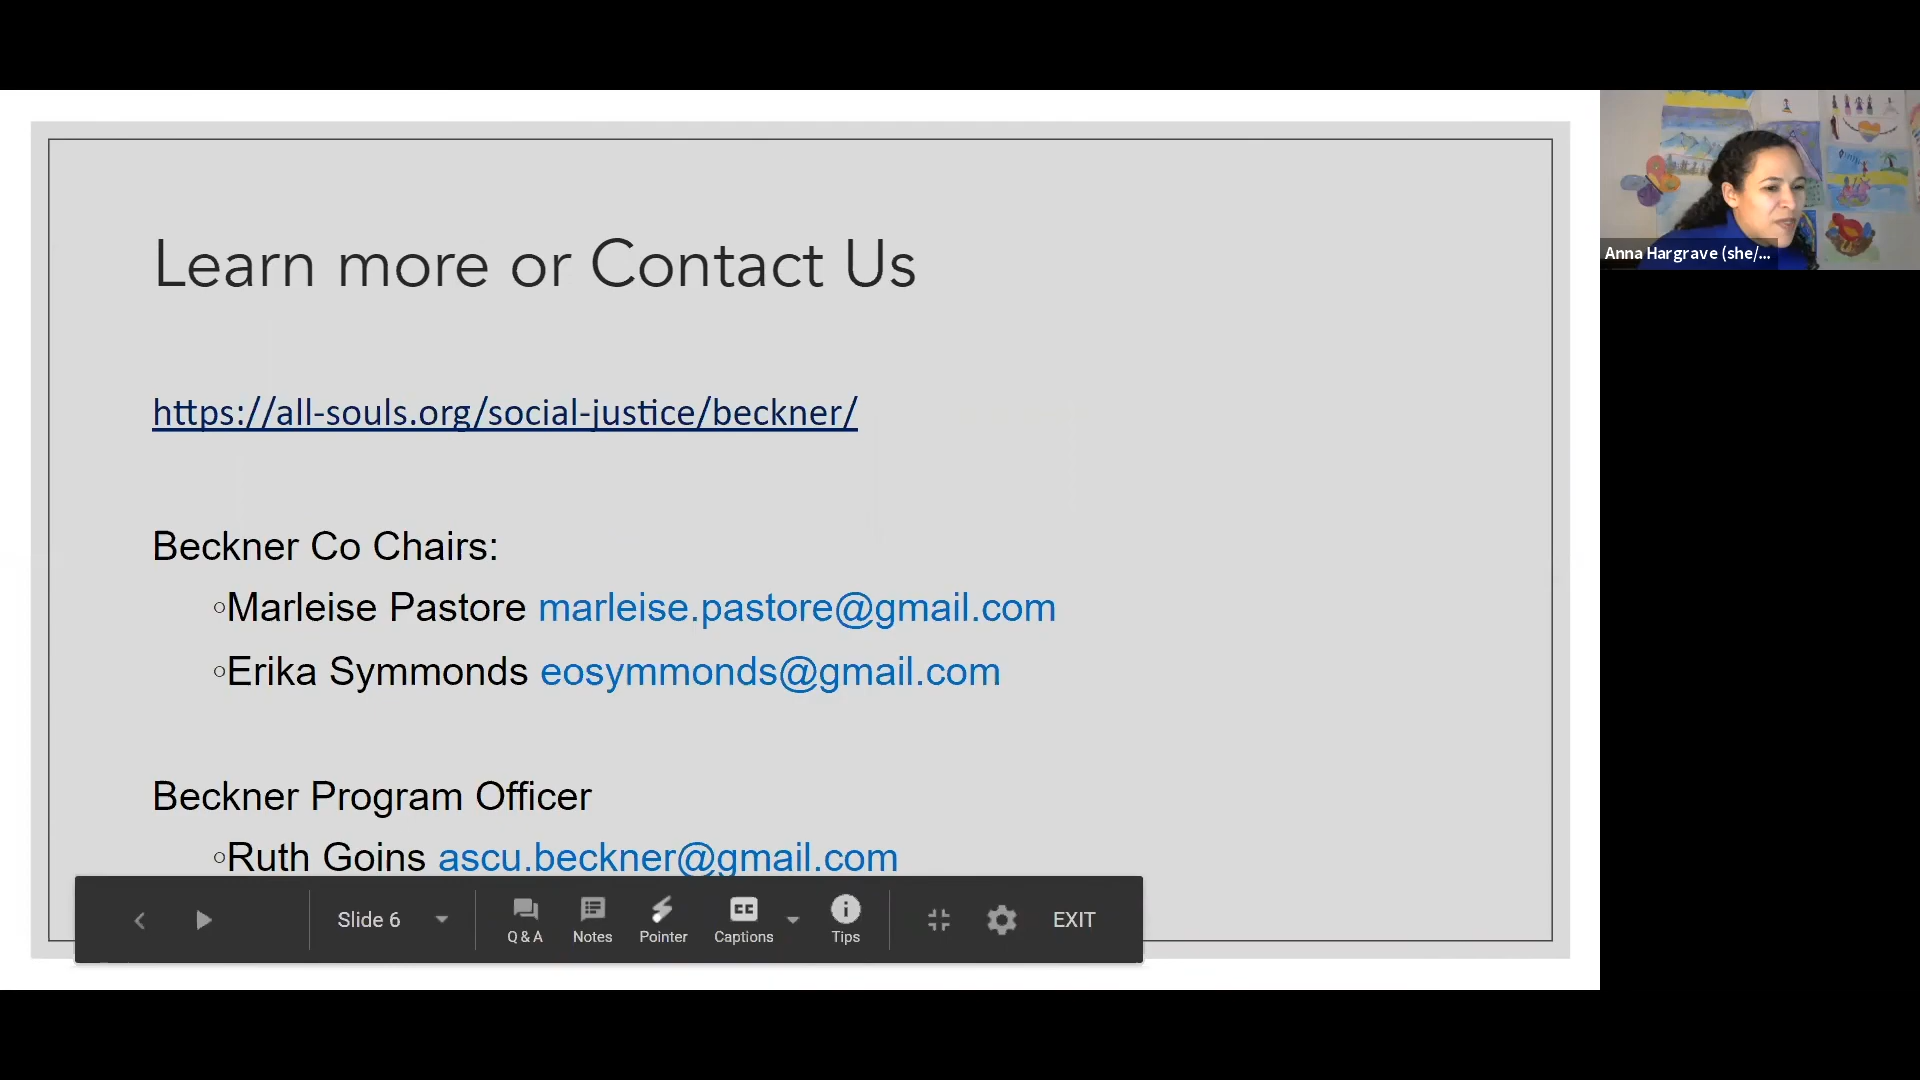 Learn more or Contact Us
https://all-souls.org/social-justice/beckner/
Beckner Co Chairs:
◦Marleise Pastore marleise.pastore@gmail.com
◦Erika Symmonds eosymmonds@gmail.com
Beckner Program Officer
◦Ruth Goins ascu.beckner@gmail.com
Slide 6
Q & A
Notes
Pointer
CC
Captions
Tips
EXIT
Anna Hargrave (she/...